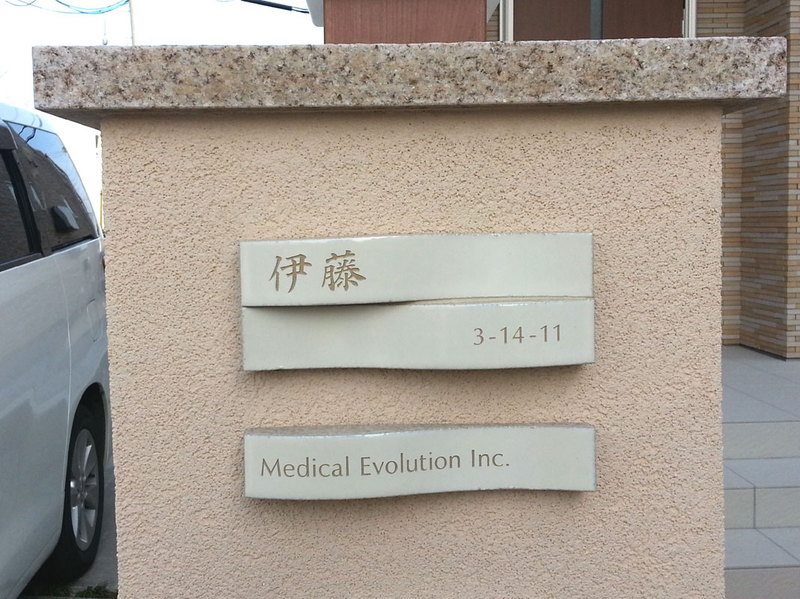 伊藤
3-14-11
Medical Evolution Inc.